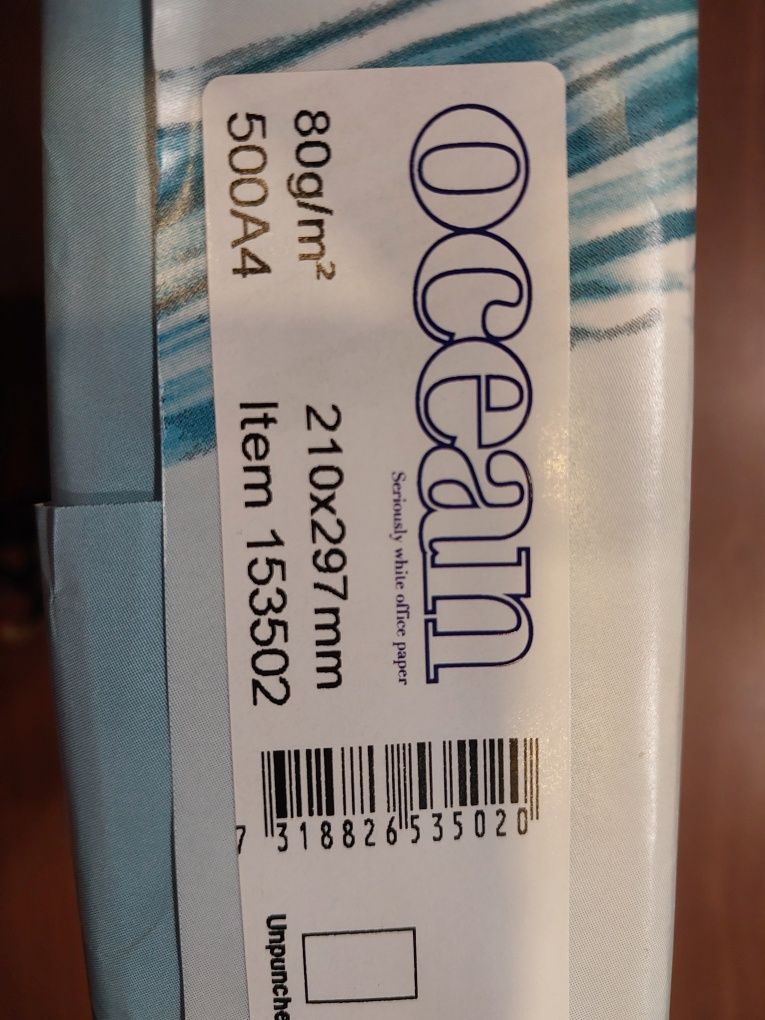 ocean
Seriously white office paper
80g/m² 210x297mm
500A4 Item 153502
7 318826 535020